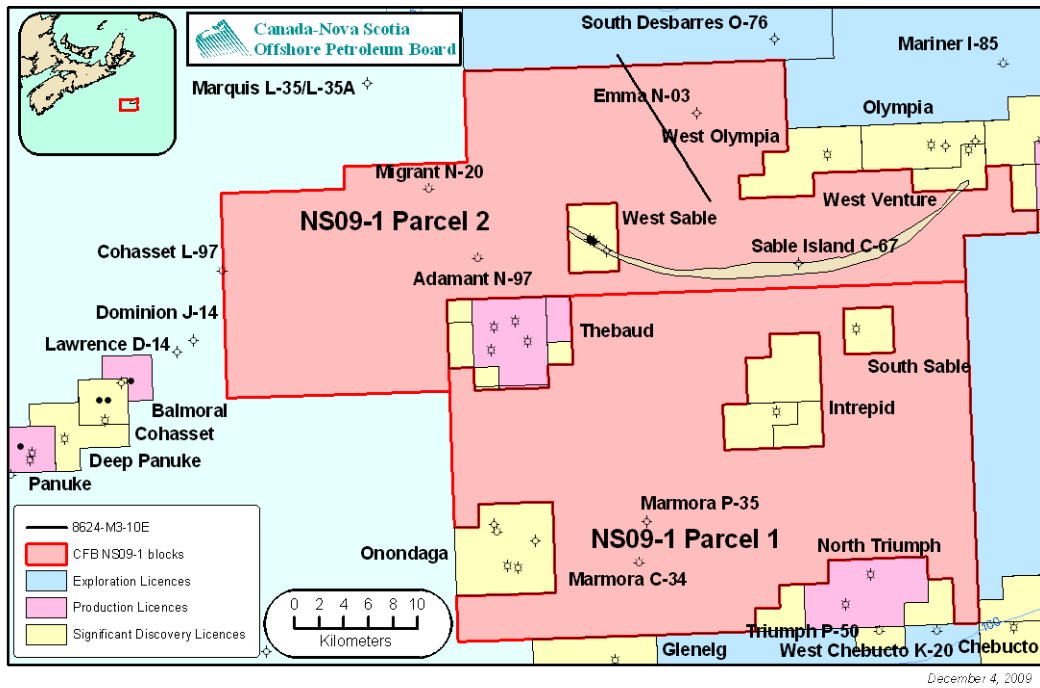 South Desbarres O-76
Canada-Nova Scotia
Offshore Petroleum Board
Mariner I-85
Marquis L-35/L-35A
Emma N-03
Olympia
West Olympia
Migrant N-20
West Venture
NS09-1 Parcel 2
West Sable
Cohasset L-97
Sable Island C-67
Adamant N-97
Dominion J-14
Thebaud
Lawrence D-14
South Sable
Balmoral
Intrepid
Cohasset
Deep Panuke
Panuke
Marmora P-35
8624-M3-10E
NS09-1 Parcel 1
CFB NS09-1 blocks
Onondaga
North Triumph
Exploration Licences
Marmora C-34
0 2 4 6 8 10
Production Licences
Kilometers
Significant Discovery Licences
Triumph P-50
100
Glenelg
West Chebucto K-20
Chebucto
December 4, 2009